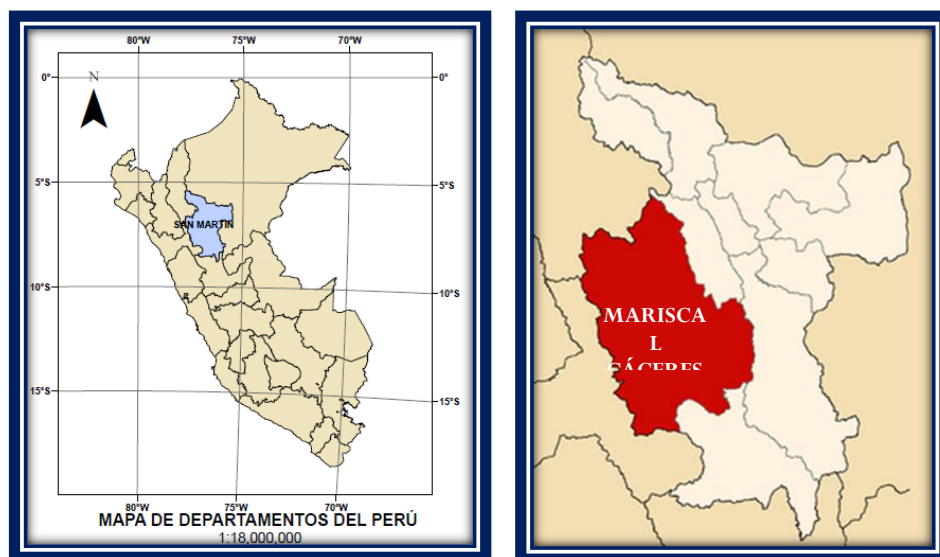 80°W 75°W 70°W
N
0° 0°
5°S 5°S
SAN MARTIN
10°S 10°S
15°S 15°S
80°W 75°W 70°W
MAPA DE DEPARTAMENTOS DEL PERÚ
1:18,000,000
MARISCA
L
CÁCERES